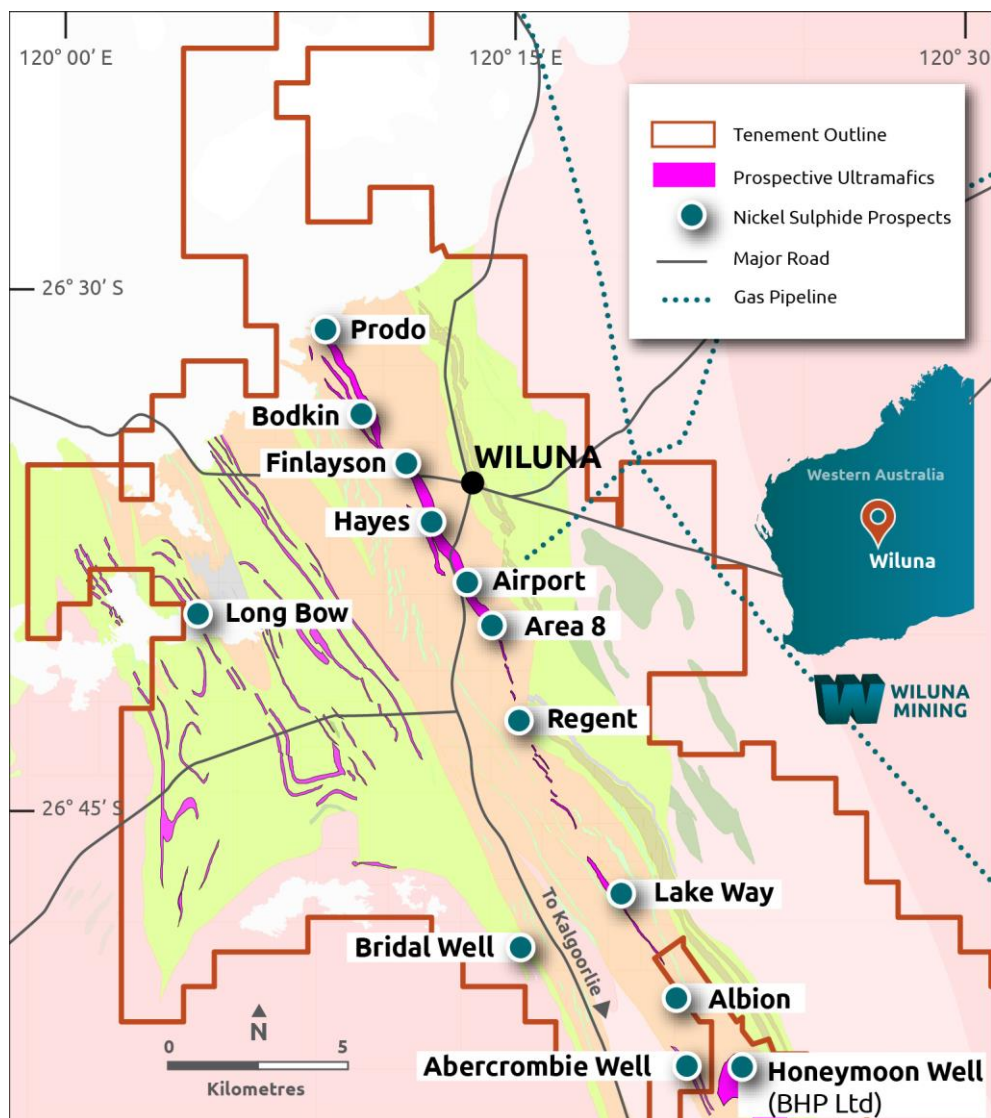 120° 00' E
120° 15' E
120° 30'
Tenement Outline
Prospective Ultramafics
Nickel Sulphide Prospects
Major Road
Gas Pipeline
26° 30' S
Prodo
Bodkin
Finlayson
WILUNA
Hayes
Airport
Long Bow
Area 8
Regent
Western Australia
Wiluna
W WILUNA
MINING
26° 45' S
Lake Way
To Kalgoorlie
Bridal Well
Albion
Abercrombie Well
Honeymoon Well
(BHP Ltd)
N
0 5
Kilometres